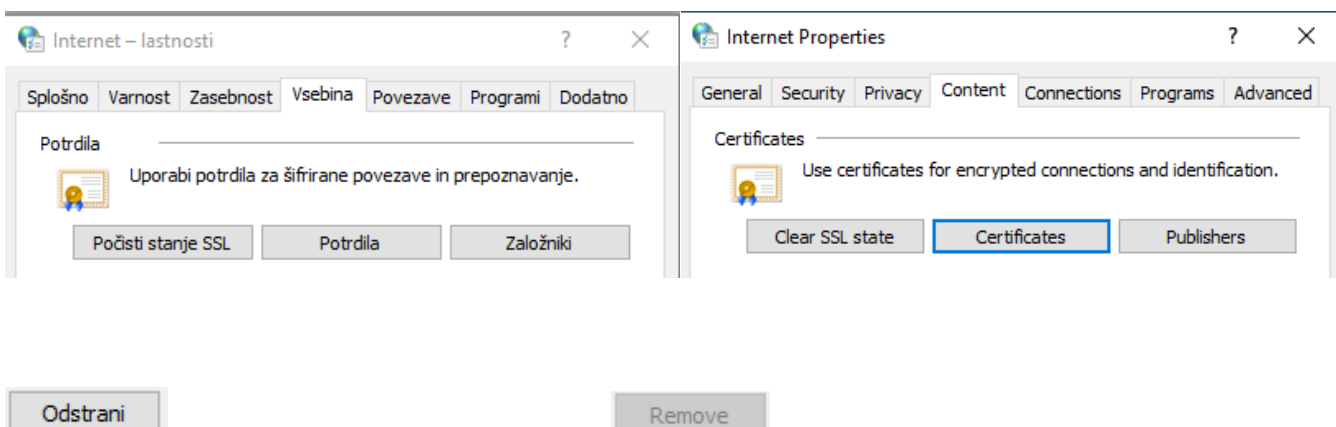 Internet – lastnosti
Splošno Varnost Zasebnost Vsebina Povezave Programi Dodatno
Potrdila
Uporabi potrdila za šifrirane povezave in prepoznavanje.
Počisti stanje SSL Potrdila Založniki
Internet Properties
General Security Privacy Content Connections Programs Advanced
Certificates
Use certificates for encrypted connections and identification.
Clear SSL state Certificates Publishers
Odstrani
Remove